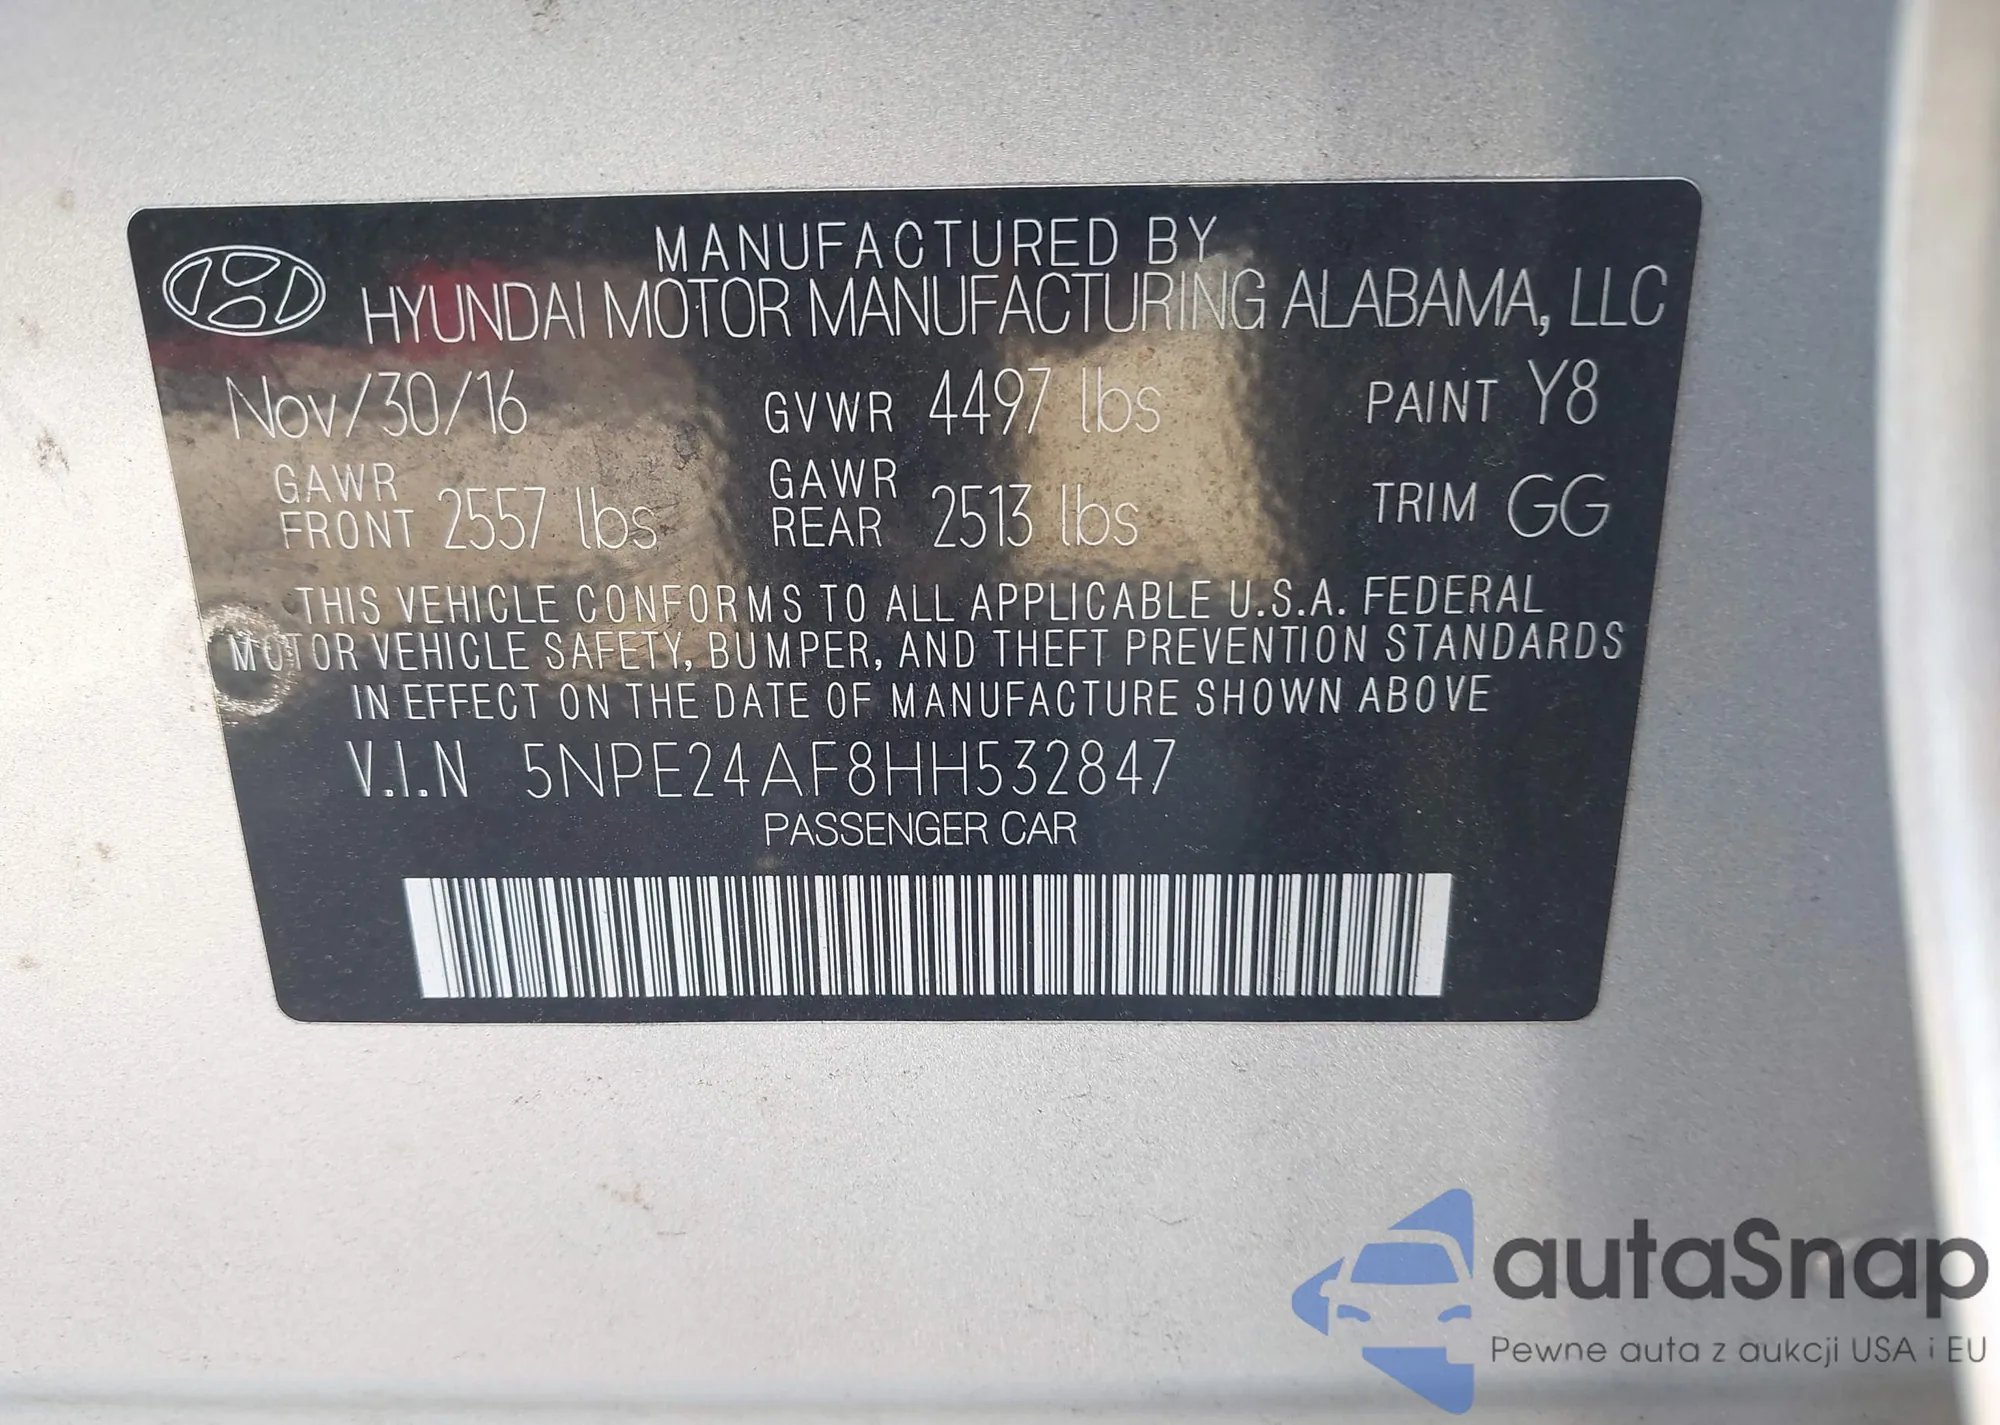 MANUFACTURED BY
HYUNDAI MOTOR MANUFACTURING ALABAMA, LLC
Nov/30/16 GVWR 4497 lbs PAINT Y8
GAWR FRONT 2557 lbs GAWR REAR 2513 lbs TRIM GG
THIS VEHICLE CONFORMS TO ALL APPLICABLE U.S.A. FEDERAL
MOTOR VEHICLE SAFETY, BUMPER, AND THEFT PREVENTION STANDARDS
IN EFFECT ON THE DATE OF MANUFACTURE SHOWN ABOVE
V.I.N 5NPE24AF8HH532847
PASSENGER CAR
autaSnap
Pewne auta z aukcji USA i EU